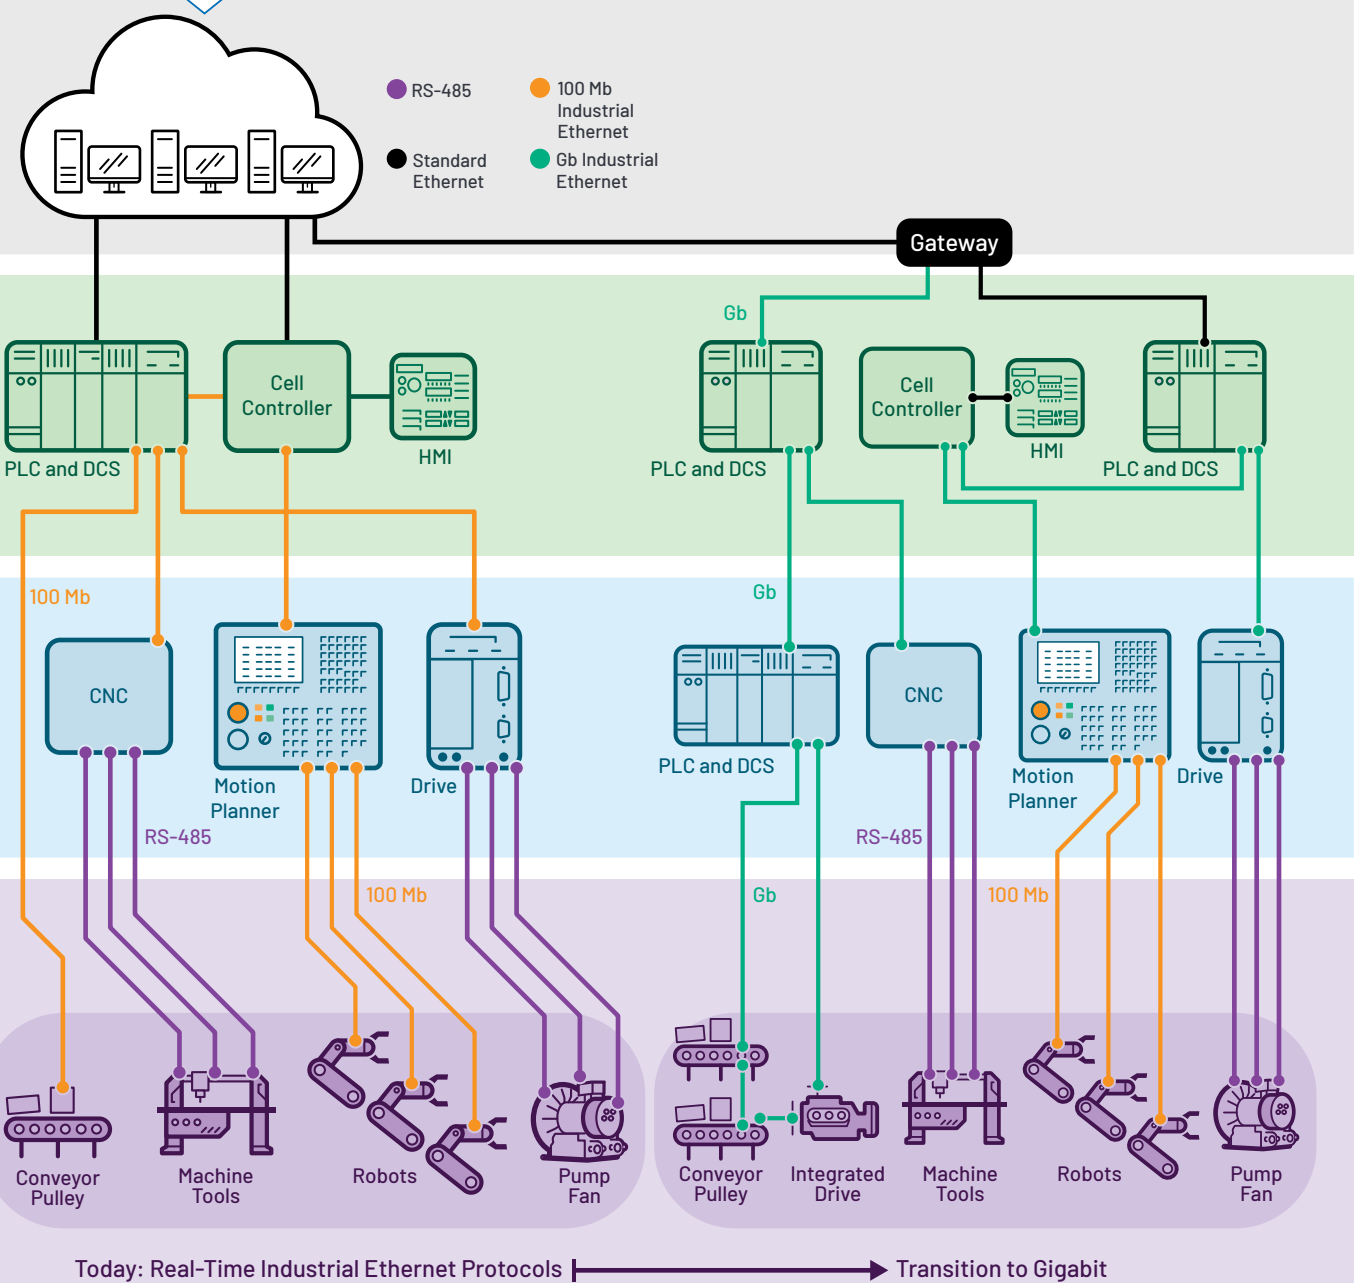 RS-485
100 Mb
Industrial
Ethernet
Standard
Ethernet
Gb Industrial
Ethernet
Gateway
Gb
Cell
Controller
HMI
PLC and DCS
Cell
Controller
HMI
PLC and DCS
PLC and DCS
100 Mb
Gb
CNC
Motion
Planner
Drive
RS-485
PLC and DCS
CNC
Motion
Planner
Drive
RS-485
100 Mb
Gb
100 Mb
Conveyor
Pulley
Machine
Tools
Robots
Pump
Fan
Conveyor
Pulley
Integrated
Drive
Machine
Tools
Robots
Pump
Fan
Today: Real-Time Industrial Ethernet Protocols
Transition to Gigabit